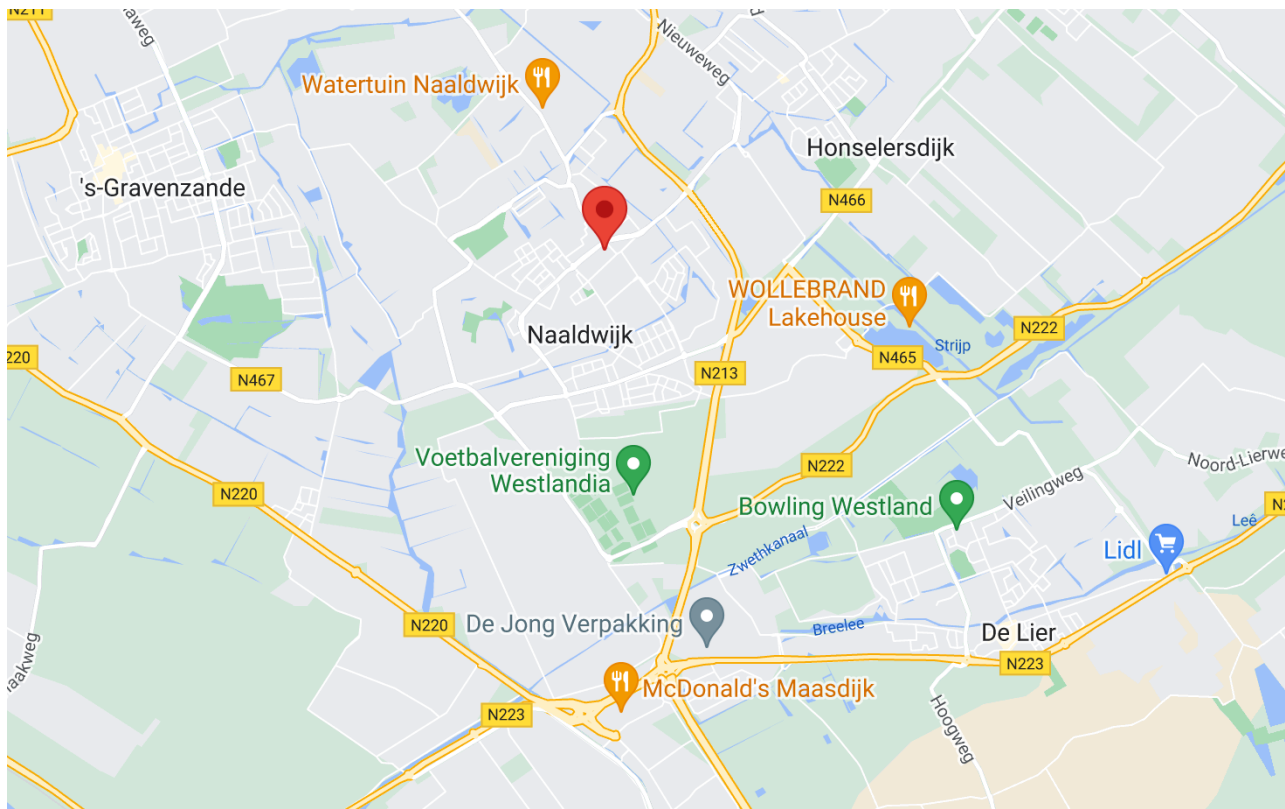 N211
Nieuweweg
Watertuin Naaldwijk
Honselersdijk
's-Gravenzande
N466
WOLLEBRAND
Lakehouse
N222
Naaldwijk
Strijp
N465
N467
N213
Voetbalvereniging
Westlandia
N222
Noord-Lierwe
N220
Veilingweg
Bowling Westland
Leê
Zwethkanaal
Lidl
N220
De Jong Verpakking
Breelee
De Lier
N223
McDonald's Maasdijk
N223
Hoogweg